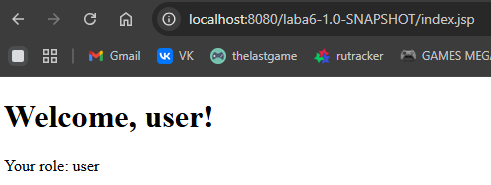 localhost:8080/laba6-1.0-SNAPSHOT/index.jsp
Gmail VK thelastgame rutracker GAMES MEGA
Welcome, user!
Your role: user